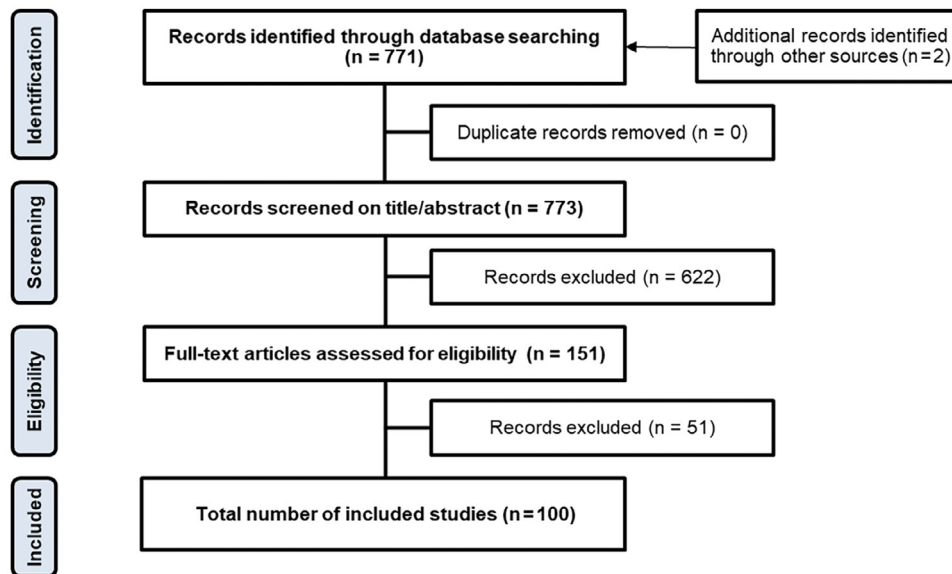 Identification
Records identified through database searching
(n = 771)
Additional records identified
through other sources (n=2)
Duplicate records removed (n = 0)
Screening
Records screened on title/abstract (n = 773)
Records excluded (n = 622)
Eligibility
Full-text articles assessed for eligibility (n = 151)
Records excluded (n = 51)
Included
Total number of included studies (n=100)